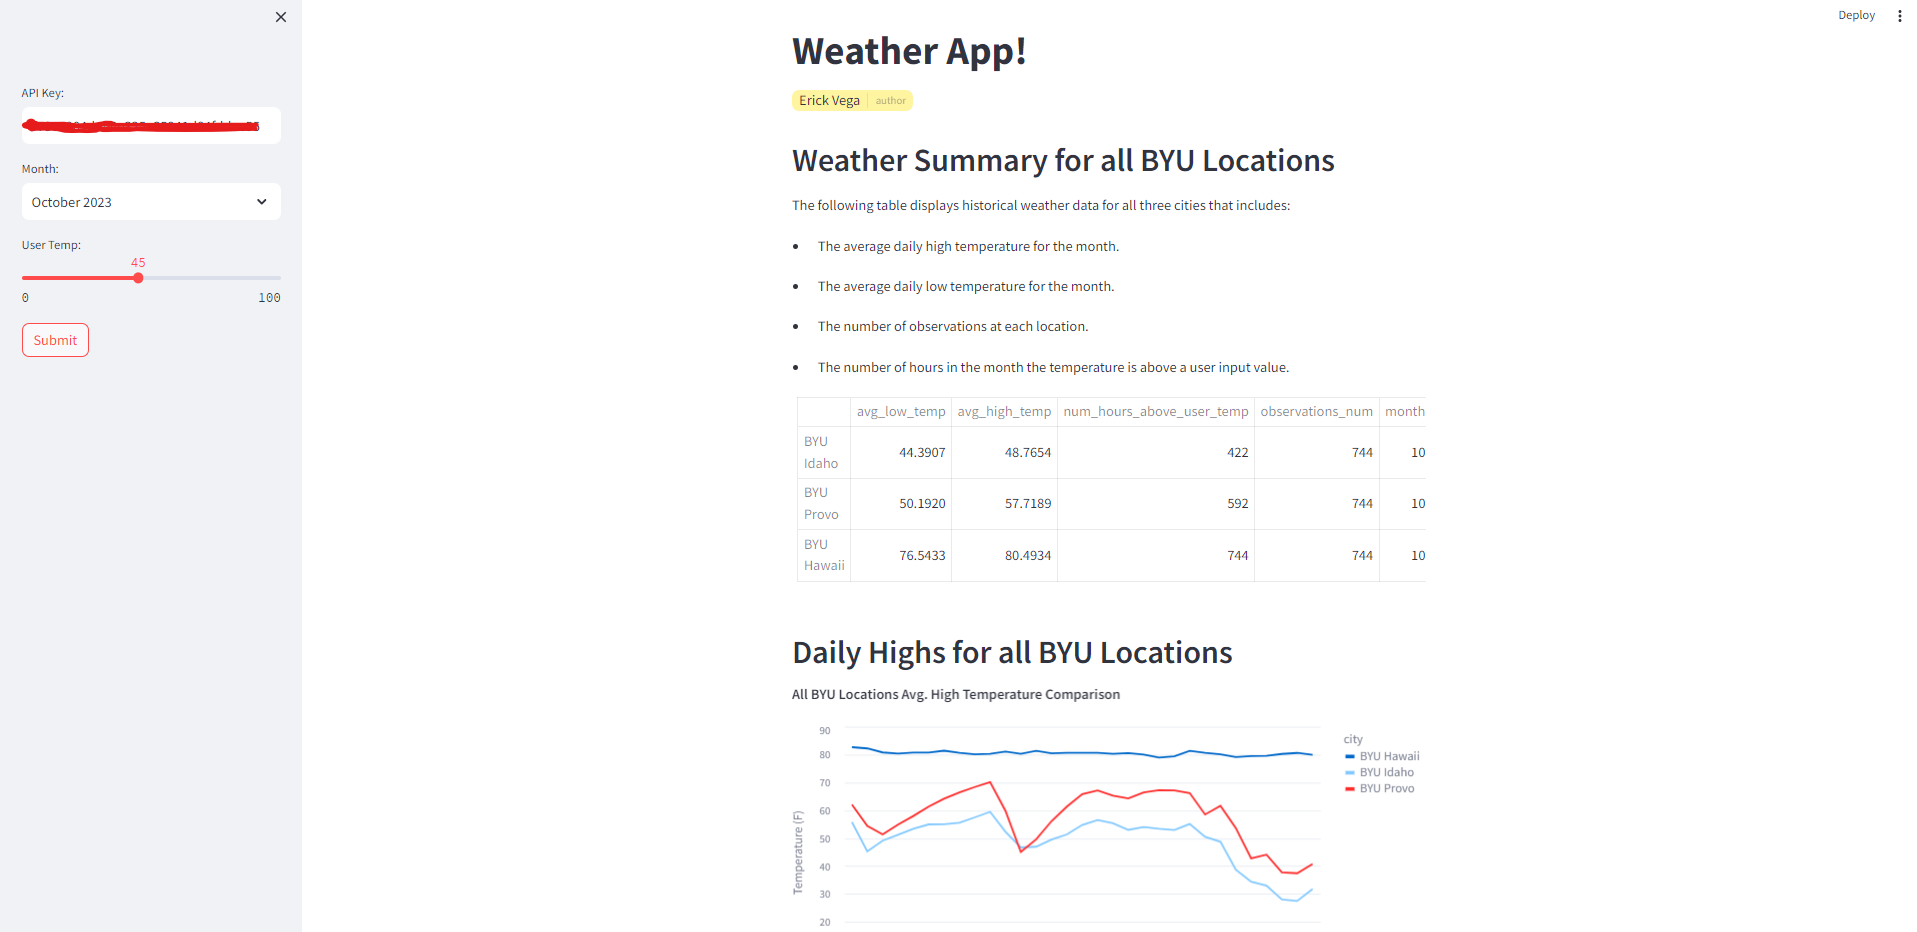 Deploy
API Key:
Month:
October 2023
User Temp:
45
0 100
Submit
Weather App!
Erick Vega author
Weather Summary for all BYU Locations
The following table displays historical weather data for all three cities that includes:
• The average daily high temperature for the month.
• The average daily low temperature for the month.
• The number of observations at each location.
• The number of hours in the month the temperature is above a user input value.
avg_low_temp avg_high_temp num_hours_above_user_temp observations_num month
BYU Idaho 44.3907 48.7654 422 744 10
BYU Provo 50.1920 57.7189 592 744 10
BYU Hawaii 76.5433 80.4934 744 744 10
Daily Highs for all BYU Locations
All BYU Locations Avg. High Temperature Comparison
90
80
70
60
50
40
30
20
Temperature (F)
city
BYU Hawaii
BYU Idaho
BYU Provo